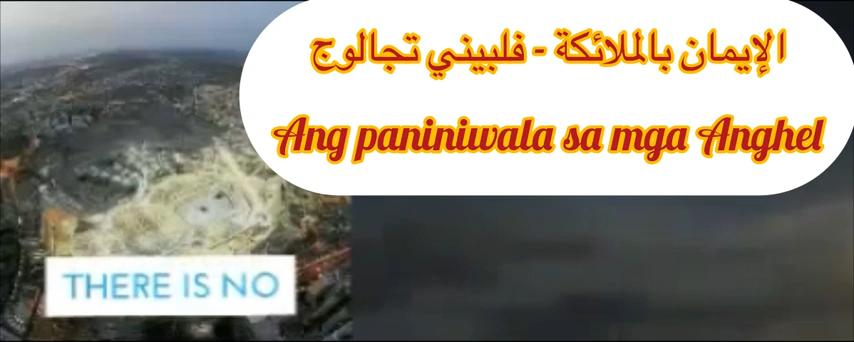 الإيمان بالملائكة - فلبيني تجالوج
Ang paniniwala sa mga Anghel
THERE IS NO